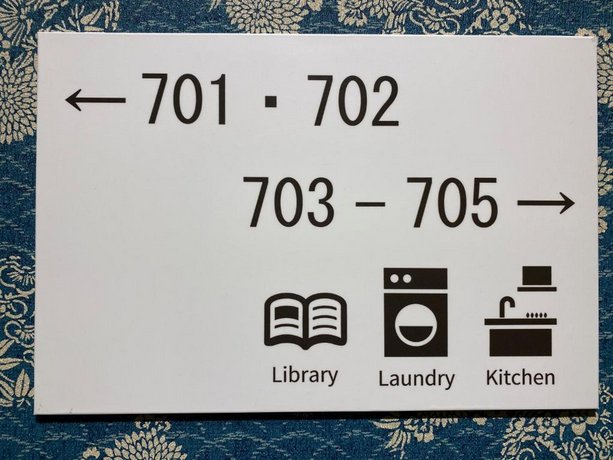 ← 701 ・ 702
703 − 705 →
Library Laundry Kitchen